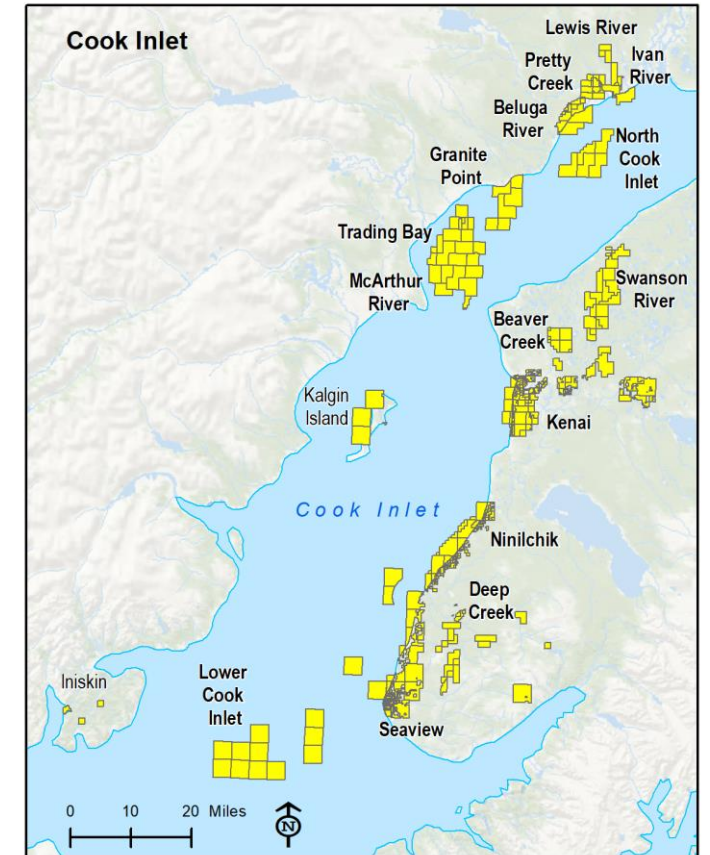 Cook Inlet
Lewis River
Pretty
Creek
Ivan
River
Beluga
River
North
Cook
Inlet
Granite
Point
Trading Bay
McArthur
River
Swanson
River
Beaver
Creek
Kalgin
Island
Kenai
Cook Inlet
Ninilchik
Deep
Creek
Iniskin
Lower
Cook
Inlet
Seaview
0 10 20 Miles
N